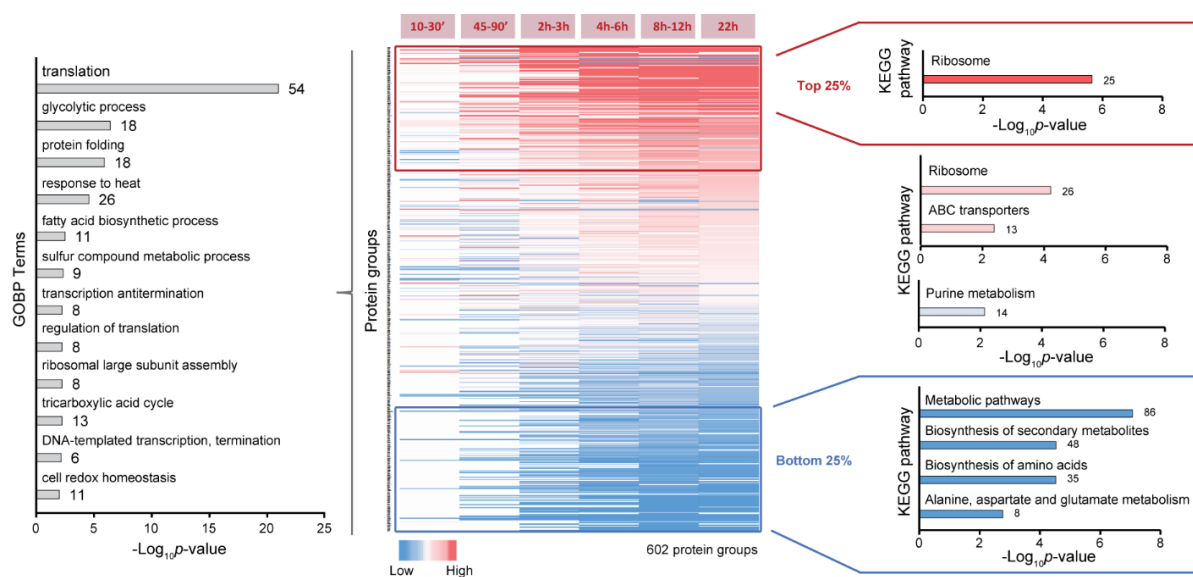 GOBP Terms
translation
54
glycolytic process
18
protein folding
18
response to heat
26
fatty acid biosynthetic process
11
sulfur compound metabolic process
9
transcription antitermination
8
regulation of translation
8
ribosomal large subunit assembly
8
tricarboxylic acid cycle
13
DNA-templated transcription, termination
6
cell redox homeostasis
11
0 5 10 15 20 25
-Log10p-value
10-30′ 45-90′ 2h-3h 4h-6h 8h-12h 22h
Protein groups
Low High
602 protein groups
Top 25%
Bottom 25%
KEGG pathway
Ribosome
25
0 2 4 6 8
-Log10p-value
KEGG pathway
Ribosome
26
ABC transporters
13
0 2 4 6 8
Purine metabolism
14
0 2 4 6 8
-Log10p-value
KEGG pathway
Metabolic pathways
86
Biosynthesis of secondary metabolites
48
Biosynthesis of amino acids
35
Alanine, aspartate and glutamate metabolism
8
0 2 4 6 8
-Log10p-value